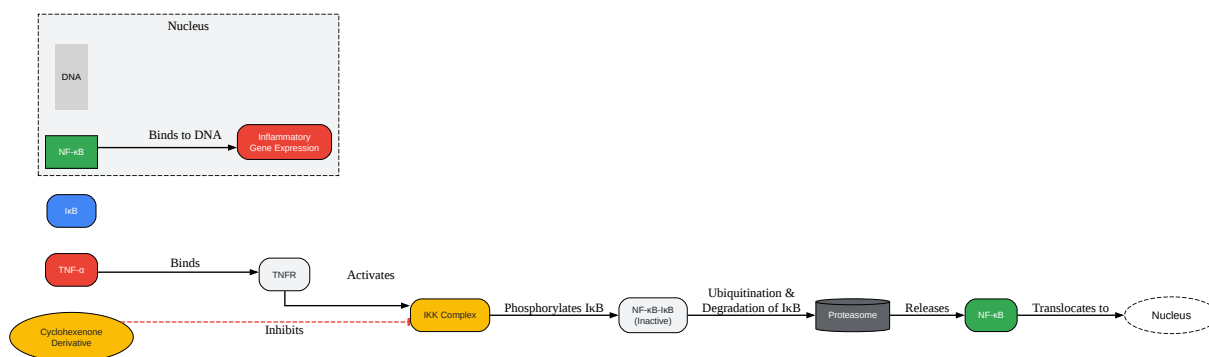 Nucleus
DNA
NF-κB
Binds to DNA
Inflammatory
Gene Expression
IκB
TNF-α
Binds
TNFR
Activates
Cyclohexenone
Derivative
Inhibits
IKK Complex
Phosphorylates IκB
NF-κB-IκB
(Inactive)
Ubiquitination &
Degradation of IκB
Proteasome
Releases
NF-κB
Translocates to
Nucleus